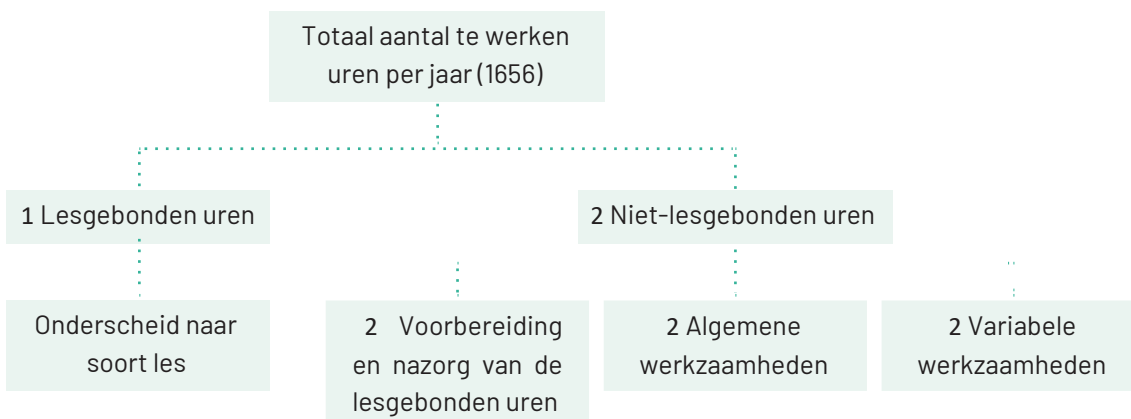 Totaal aantal te werken
uren per jaar (1656)
1 Lesgebonden uren
2 Niet-lesgebonden uren
Onderscheid naar
soort les
2 Voorbereiding
en nazorg van de
lesgebonden uren
2 Algemene
werkzaamheden
2 Variabele
werkzaamheden